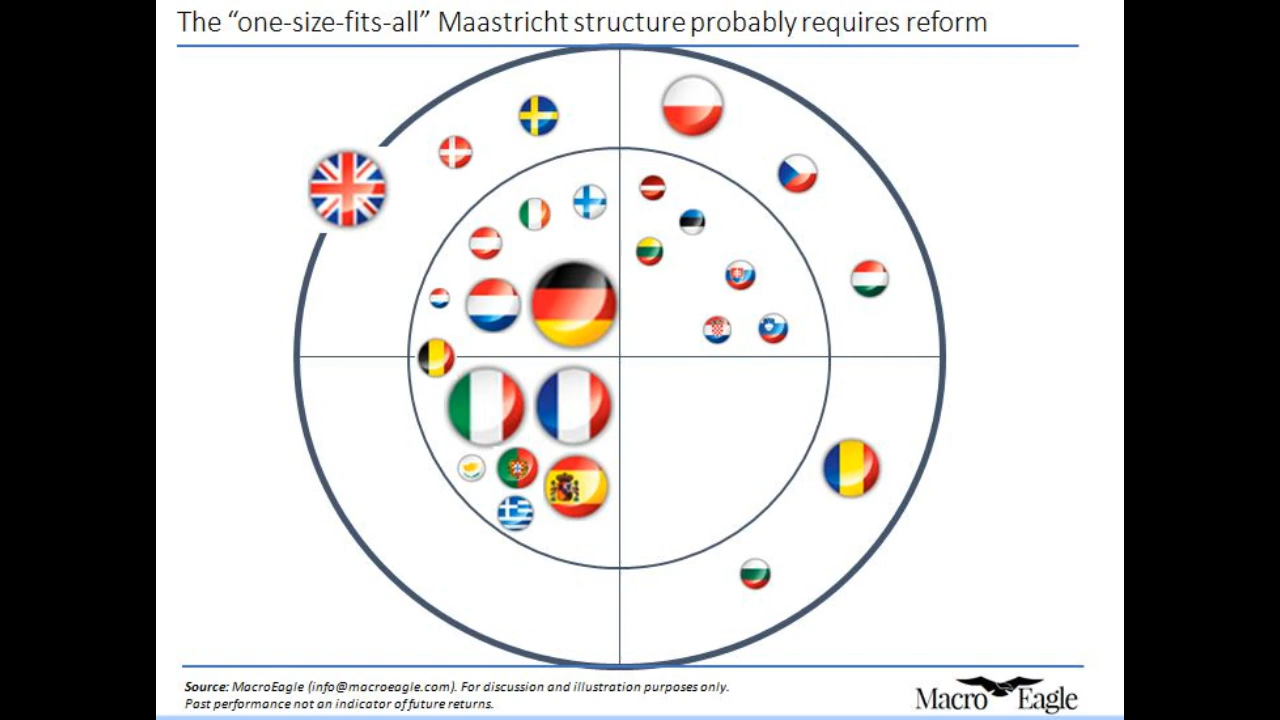 The “one-size-fits-all” Maastricht structure probably requires reform
Source: MacroEagle (info@macroeagle.com). For discussion and illustration purposes only.
Past performance not an indicator of future returns.
Macro Eagle